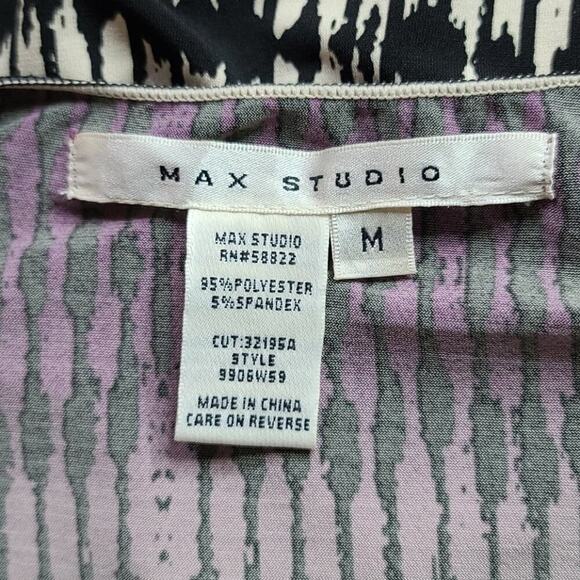 MAX STUDIO
M
MAX STUDIO
RN#58822
95%POLYESTER
5%SPANDEX
CUT:32195A
STYLE
9906W59
MADE IN CHINA
CARE ON REVERSE